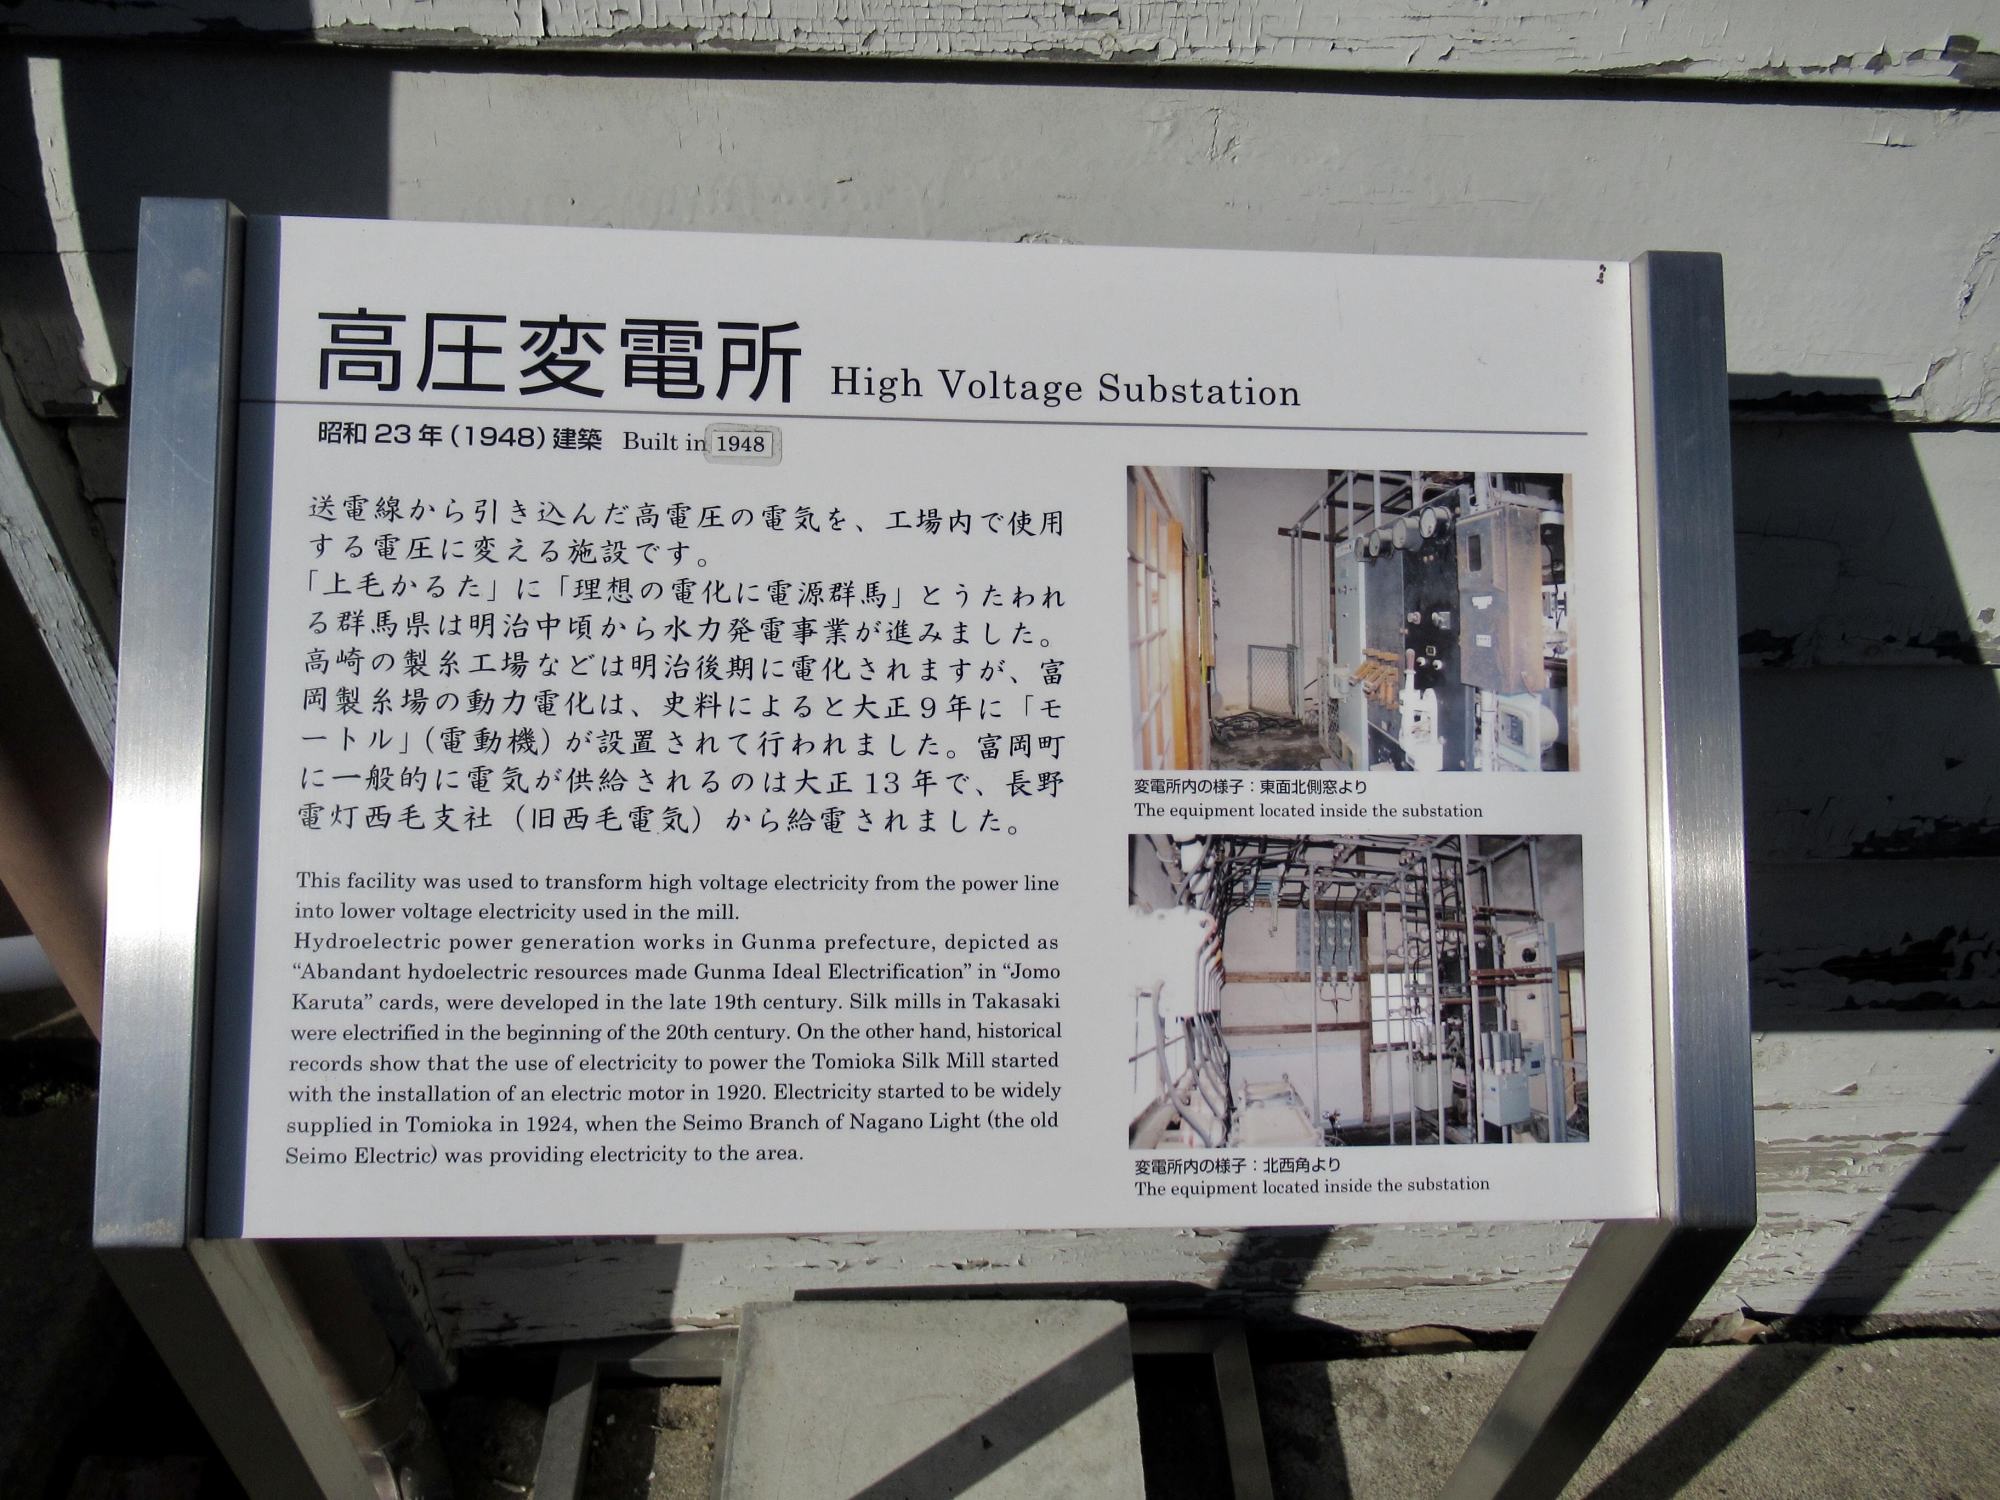 高圧変電所 High Voltage Substation
昭和23年(1948)建築 Built in 1948
送電線から引き込んだ高電圧の電気を、工場内で使用
する電圧に変える施設です。
「上毛かるた」に「理想の電化に電源群馬」とうたわれ
る群馬県は明治中頃から水力発電事業が進みました。
高崎の製糸工場などは明治後期に電化されますが、富
岡製糸場の動力電化は、史料によると大正9年に「モ
ートル」(電動機)が設置されて行われました。富岡町
に一般的に電気が供給されるのは大正13年で、長野
電灯西毛支社(旧西毛電気)から給電されました。
This facility was used to transform high voltage electricity from the power line
into lower voltage electricity used in the mill.
Hydroelectric power generation works in Gunma prefecture, depicted as
“Abandant hydoelectric resources made Gunma Ideal Electrification” in “Jomo
Karuta” cards, were developed in the late 19th century. Silk mills in Takasaki
were electrified in the beginning of the 20th century. On the other hand, historical
records show that the use of electricity to power the Tomioka Silk Mill started
with the installation of an electric motor in 1920. Electricity started to be widely
supplied in Tomioka in 1924, when the Seimo Branch of Nagano Light (the old
Seimo Electric) was providing electricity to the area.
変電所内の様子：東面北側窓より
The equipment located inside the substation
変電所内の様子：北西角より
The equipment located inside the substation